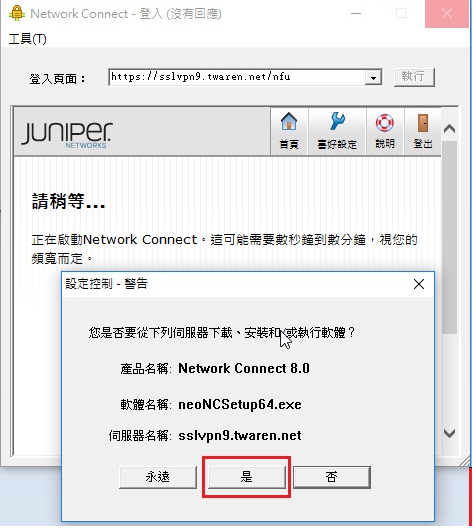 Network Connect - 登入 (沒有回應)
工具(T)
登入頁面： https://sslvpn9.twaren.net/nfu 執行
JUNIPER
NETWORKS
首頁 喜好設定 說明 登出
請稍等...
正在啟動Network Connect。這可能需要數秒鐘到數分鐘，視您的
頻寬而定。
設定控制 - 警告
您是否要從下列伺服器下載、安裝和/或執行軟體？
產品名稱: Network Connect 8.0
軟體名稱: neoNCSetup64.exe
伺服器名稱: sslvpn9.twaren.net
永遠 是 否